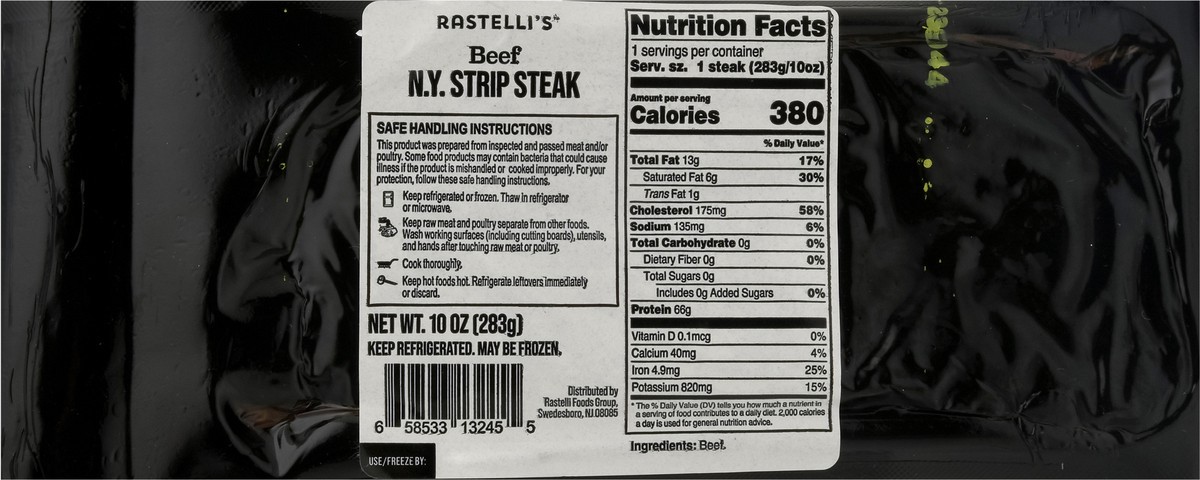 RASTELLI'S
Beef
N.Y. STRIP STEAK
SAFE HANDLING INSTRUCTIONS
This product was prepared from inspected and passed meat and/or
poultry. Some food products may contain bacteria that could cause
illness if the product is mishandled or cooked improperly. For your
protection, follow these safe handling instructions.
Keep refrigerated or frozen. Thaw in refrigerator
or microwave.
Keep raw meat and poultry separate from other foods.
Wash working surfaces (including cutting boards), utensils,
and hands after touching raw meat or poultry.
Cook thoroughly.
Keep hot foods hot. Refrigerate leftovers immediately
or discard.
NET WT. 10 OZ (283g)
KEEP REFRIGERATED. MAY BE FROZEN.
Distributed by
Rastelli Foods Group,
Swedesboro, NJ 08085
6 58533 13245 5
USE/FREEZE BY:
Nutrition Facts
1 servings per container
Serv. sz. 1 steak (283g/10oz)
Amount per serving
Calories 380
% Daily Value*
Total Fat 13g 17%
Saturated Fat 6g 30%
Trans Fat 1g
Cholesterol 175mg 58%
Sodium 135mg 6%
Total Carbohydrate 0g 0%
Dietary Fiber 0g 0%
Total Sugars 0g
Includes 0g Added Sugars 0%
Protein 66g
Vitamin D 0.1mcg 0%
Calcium 40mg 4%
Iron 4.9mg 25%
Potassium 820mg 15%
* The % Daily Value (DV) tells you how much a nutrient in
a serving of food contributes to a daily diet. 2,000 calories
a day is used for general nutrition advice.
Ingredients: Beef.